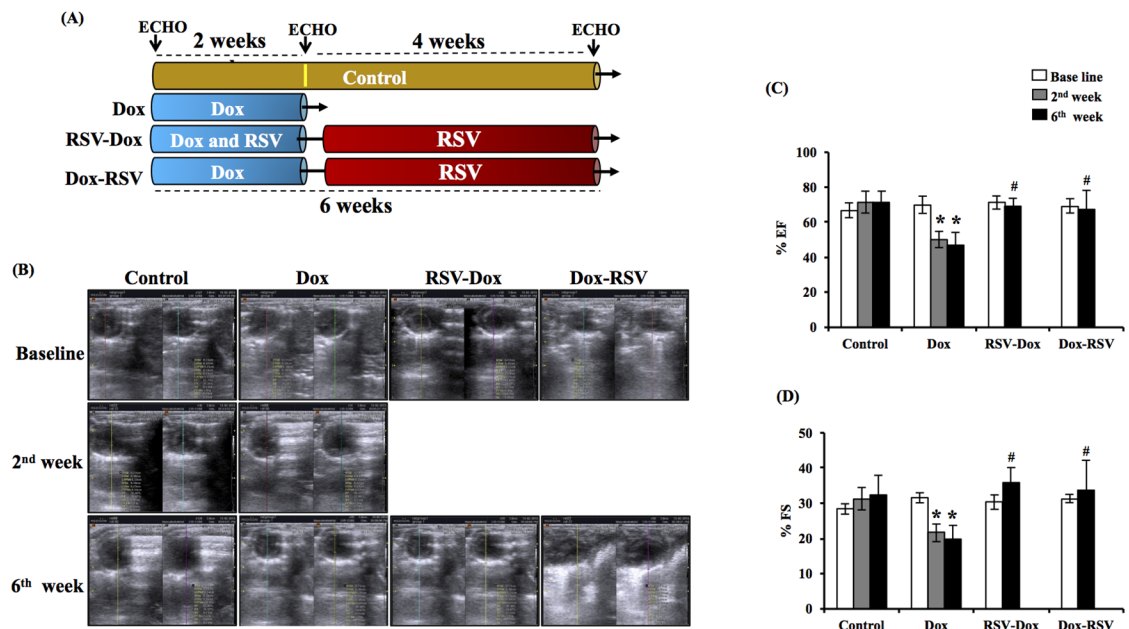 (A)
ECHO ECHO ECHO
2 weeks 4 weeks
Control
Dox Dox
RSV-Dox Dox and RSV RSV
Dox-RSV Dox RSV
6 weeks
(B)
Control Dox RSV-Dox Dox-RSV
Baseline
2nd week
6th week
(C)
Base line
2nd week
6th week
% EF
100
80
60
40
20
0
* * # #
Control Dox RSV-Dox Dox-RSV
(D)
% FS
50
40
30
20
10
0
* * # #
Control Dox RSV-Dox Dox-RSV